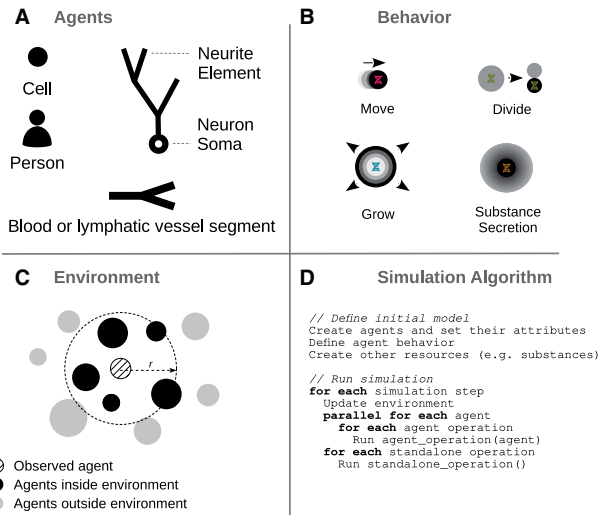 A Agents
Neurite
Element
Cell
Neuron
Soma
Person
Blood or lymphatic vessel segment
B Behavior
Move
Divide
Grow
Substance
Secretion
C Environment
r
Observed agent
Agents inside environment
Agents outside environment
D Simulation Algorithm
// Define initial model
Create agents and set their attributes
Define agent behavior
Create other resources (e.g. substances)
// Run simulation
for each simulation step
Update environment
parallel for each agent
for each agent operation
Run agent_operation(agent)
for each standalone operation
Run standalone_operation()